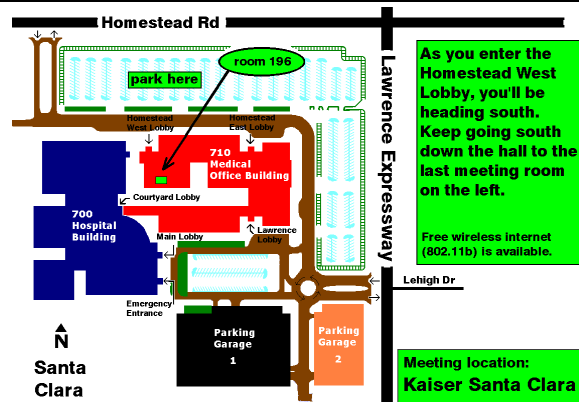 Homestead Rd
room 196
park here
Homestead
West Lobby
Homestead
East Lobby
710
Medical
Office Building
Courtyard Lobby
700
Hospital
Building
Main Lobby
Lawrence
Lobby
Emergency
Entrance
Lawrence Expressway
Lehigh Dr
Parking
Garage
1
Parking
Garage
2
N
Santa
Clara
As you enter the
Homestead West
Lobby, you'll be
heading south.
Keep going south
down the hall to the
last meeting room
on the left.
Free wireless internet
(802.11b) is available.
Meeting location:
Kaiser Santa Clara